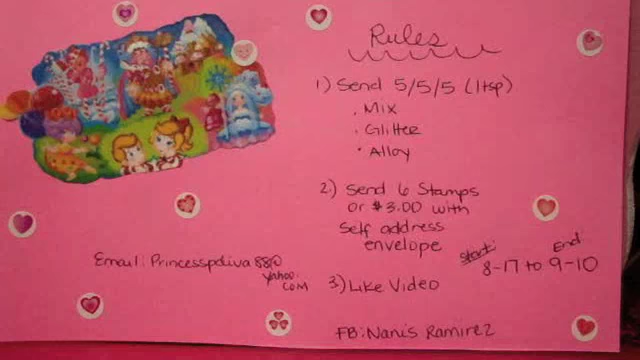 Rules
1) Send 5/5/5 (1tsp)
. Mix
. Glitter
. Alloy
2.) Send 6 Stamps
or $3.00 with
Self address
envelope
Start: End
8-17 to 9-10
3) Like Video
Email: Princesspdiva880
Yahoo.
com
FB: Nanis Ramirez